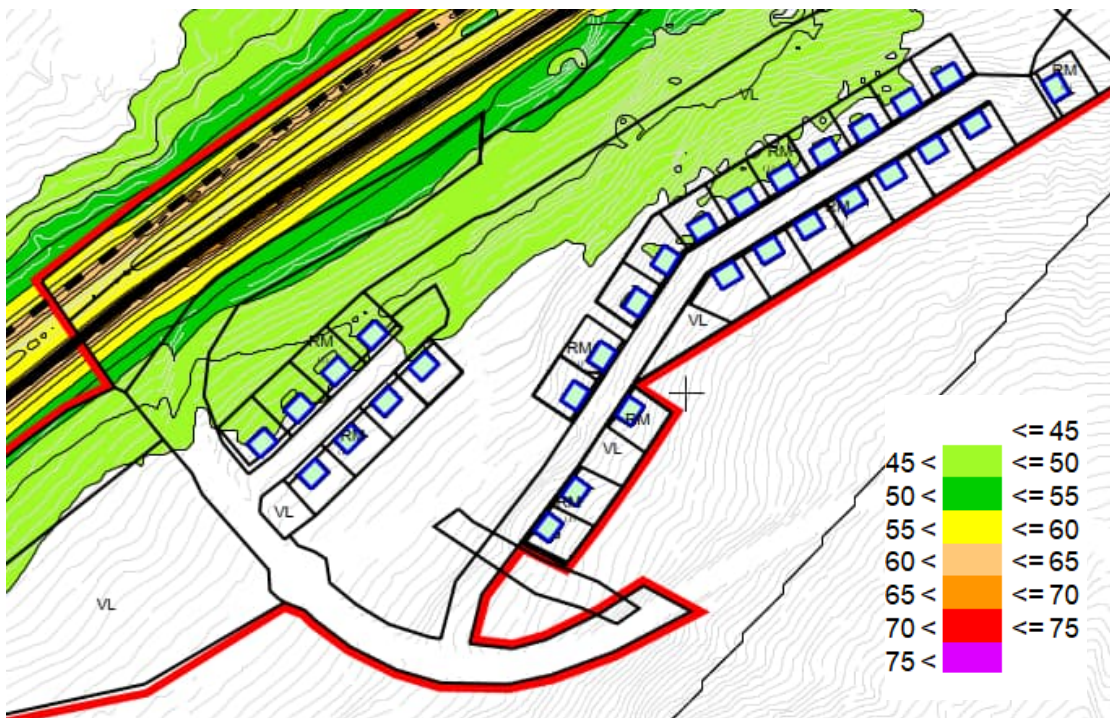 RM
VL
RM
RM
RM
VL
RM
RM
RM
VL
RM
RM
VL
VL
<= 45
45 < <= 50
50 < <= 55
55 < <= 60
60 < <= 65
65 < <= 70
70 < <= 75
75 <